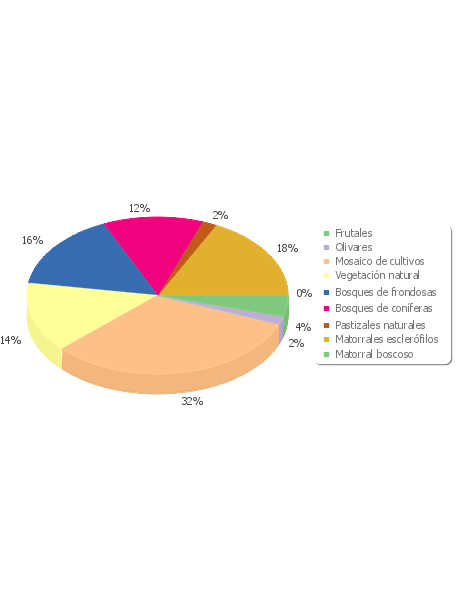 12%
2%
16%
18%
0%
4%
2%
14%
32%
Frutales
Olivares
Mosaico de cultivos
Vegetación natural
Bosques de frondosas
Bosques de coníferas
Pastizales naturales
Matorrales esclerófilos
Matorral boscoso